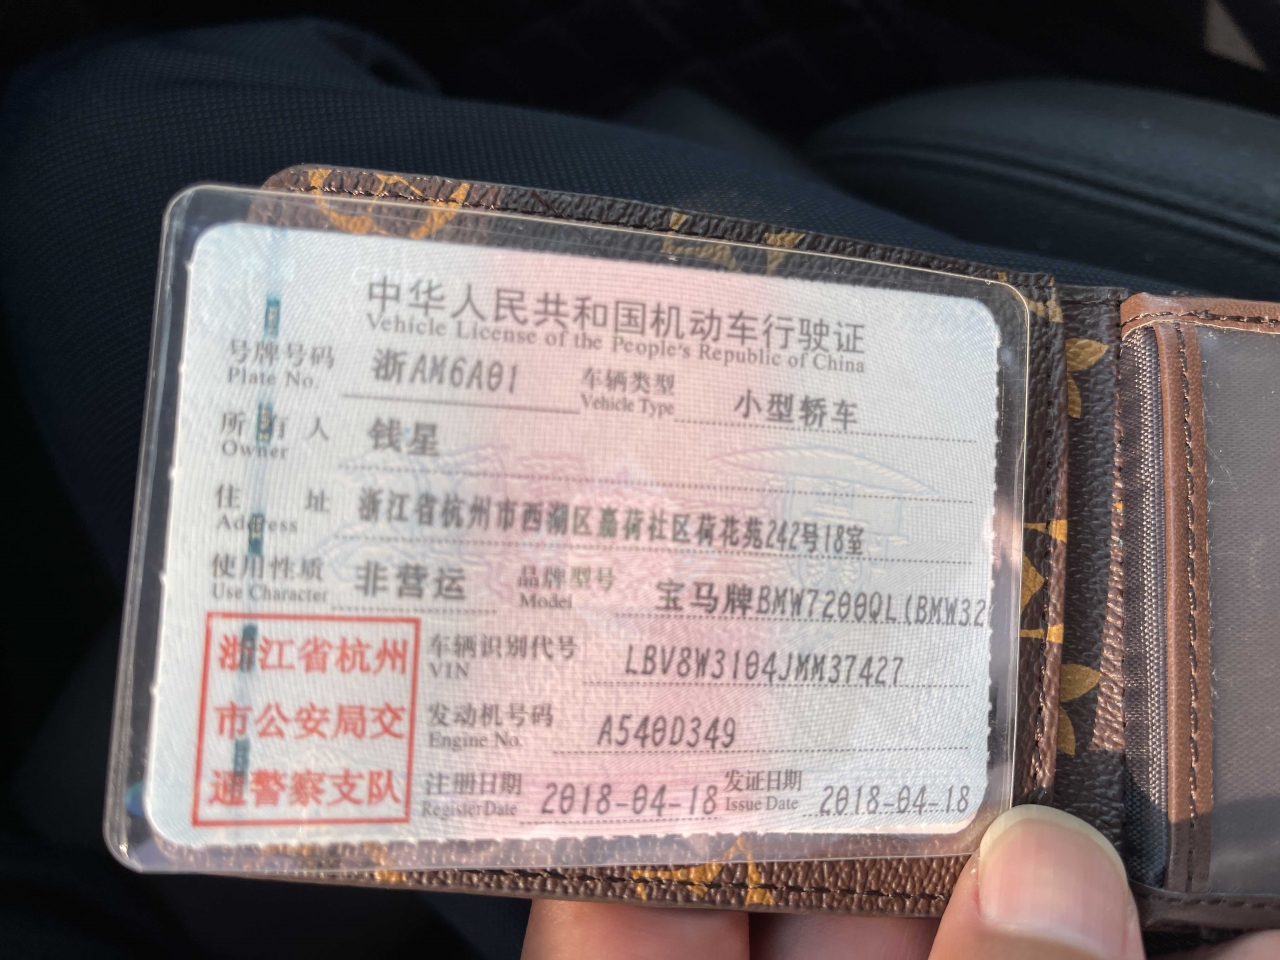 中华人民共和国机动车行驶证
Vehicle License of the People's Republic of China
号牌号码 浙AM6A01 车辆类型 小型轿车
Plate No. Vehicle Type
所有人 钱星
Owner
住址 浙江省杭州市西湖区嘉荷社区荷花苑242号18室
Address
使用性质 非营运 品牌型号 宝马牌BMW7200QL(BMW32
Use Character Model
浙江省杭州
市公安局交
通警察支队
车辆识别代号 LBV8W3104JMM37427
VIN
发动机号码 A540D349
Engine No.
注册日期 2018-04-18 发证日期 2018-04-18
Register Date Issue Date